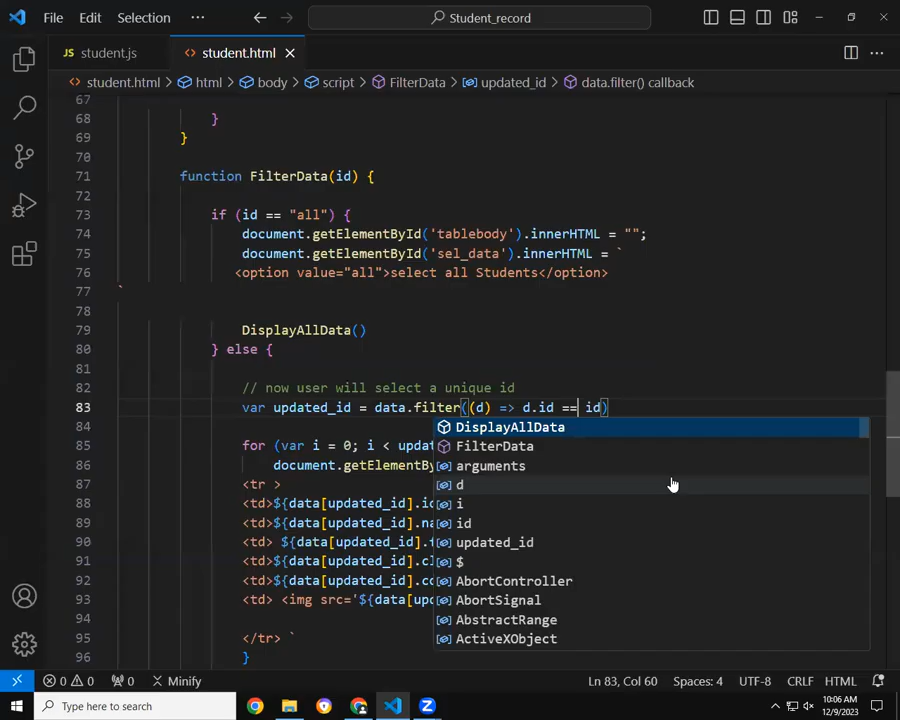 File Edit Selection ··· Student_record
JS student.js <> student.html
<> student.html > html > body > script > FilterData > updated_id > data.filter() callback
67
68 }
69 }
70
71 function FilterData(id) {
72
73 if (id == "all") {
74 document.getElementById('tablebody').innerHTML = "";
75 document.getElementById('sel_data').innerHTML = `
76 <option value="all">select all Students</option>
77 `
78
79 DisplayAllData()
80 } else {
81
82 // now user will select a unique id
83 var updated_id = data.filter((d) => d.id == id)
84 DisplayAllData
FilterData
85 for (var i = 0; i < updat
86 document.getElementBy arguments
87 <tr > d
88 <td>${data[updated_id].ic i
89 <td>${data[updated_id].na id
90 <td> ${data[updated_id]. updated_id
91 <td>${data[updated_id].cl $
92 <td>${data[updated_id].co AbortController
93 <td> <img src='${data[upd AbortSignal
94 AbstractRange
95 </tr> ` ActiveXObject
96 }
0 0 0 Minify Ln 83, Col 60 Spaces: 4 UTF-8 CRLF HTML
Type here to search 10:06 AM
12/9/2023